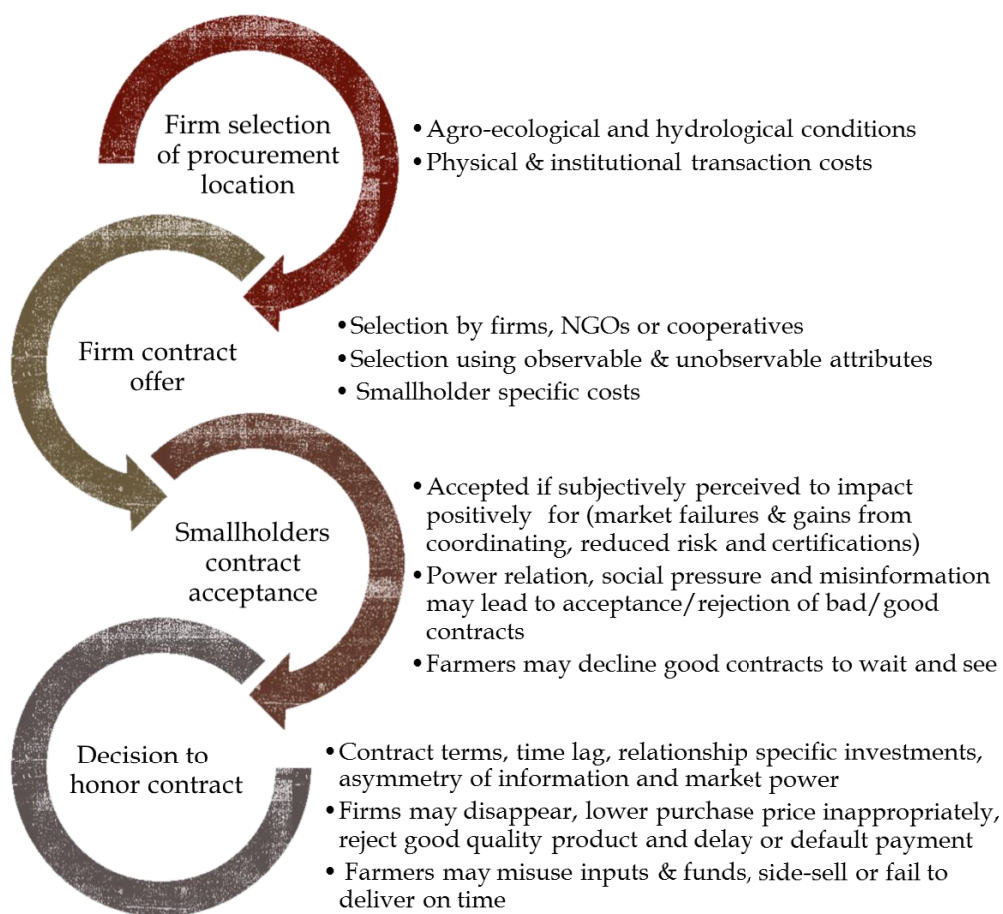 Firm selection
of procurement
location
•Agro-ecological and hydrological conditions
•Physical & institutional transaction costs
Firm contract
offer
•Selection by firms, NGOs or cooperatives
•Selection using observable & unobservable attributes
• Smallholder specific costs
Smallholders
contract
acceptance
•Accepted if subjectively perceived to impact
positively for (market failures & gains from
coordinating, reduced risk and certifications)
•Power relation, social pressure and misinformation
may lead to acceptance/rejection of bad/good
contracts
•Farmers may decline good contracts to wait and see
Decision to
honor contract
•Contract terms, time lag, relationship specific investments,
asymmetry of information and market power
•Firms may disappear, lower purchase price inappropriately,
reject good quality product and delay or default payment
• Farmers may misuse inputs & funds, side-sell or fail to
deliver on time